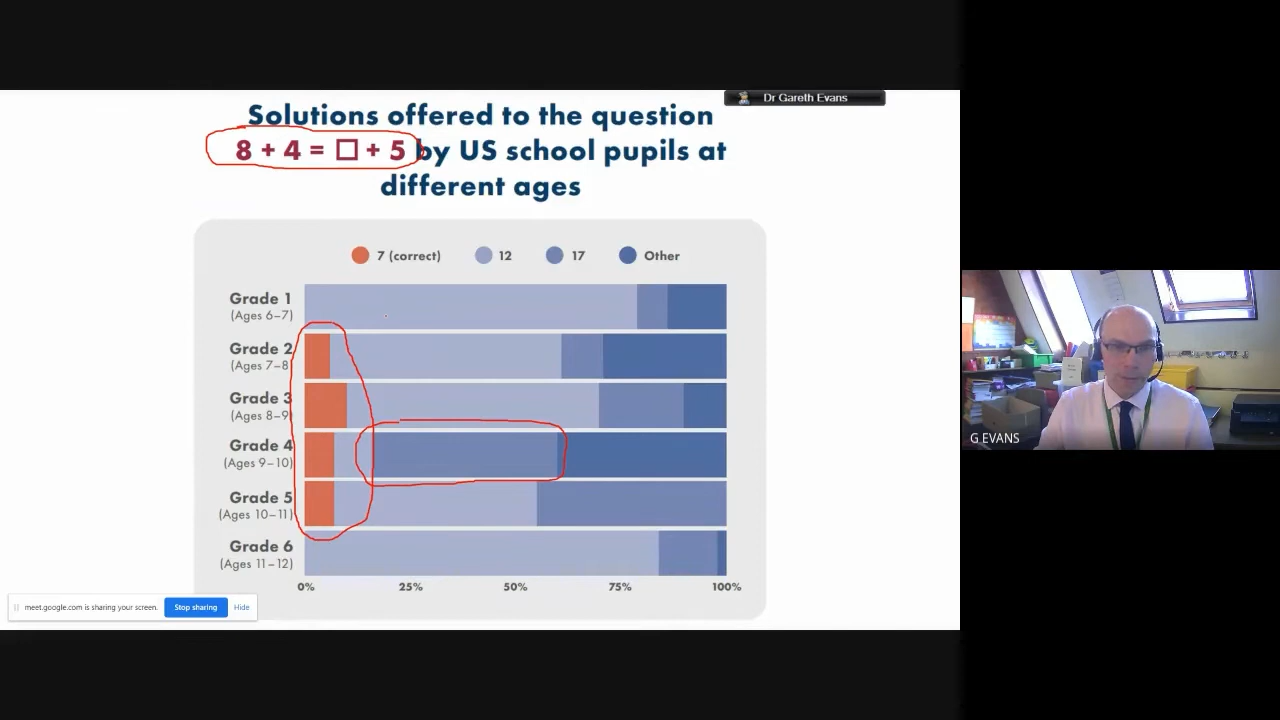 Dr Gareth Evans
Solutions offered to the question
8 + 4 = □ + 5 by US school pupils at
different ages
7 (correct) 12 17 Other
Grade 1
(Ages 6–7)
Grade 2
(Ages 7–8)
Grade 3
(Ages 8–9)
Grade 4
(Ages 9–10)
Grade 5
(Ages 10–11)
Grade 6
(Ages 11–12)
0% 25% 50% 75% 100%
meet.google.com is sharing your screen. Stop sharing Hide
G EVANS